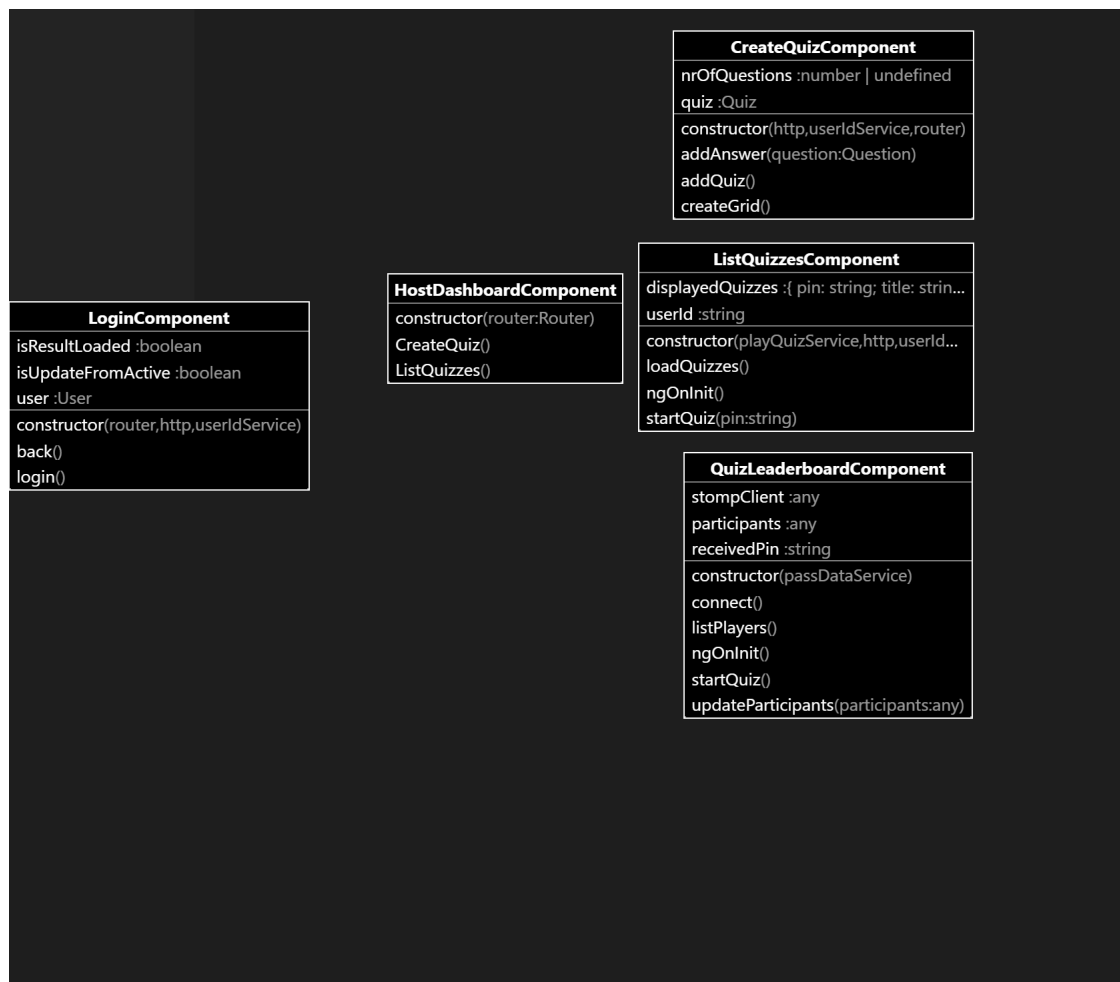 CreateQuizComponent
nrOfQuestions :number | undefined
quiz :Quiz
constructor(http,userIdService,router)
addAnswer(question:Question)
addQuiz()
createGrid()
ListQuizzesComponent
displayedQuizzes :{ pin: string; title: strin...
userId :string
constructor(playQuizService,http,userId...
loadQuizzes()
ngOnInit()
startQuiz(pin:string)
HostDashboardComponent
constructor(router:Router)
CreateQuiz()
ListQuizzes()
LoginComponent
isResultLoaded :boolean
isUpdateFromActive :boolean
user :User
constructor(router,http,userIdService)
back()
login()
QuizLeaderboardComponent
stompClient :any
participants :any
receivedPin :string
constructor(passDataService)
connect()
listPlayers()
ngOnInit()
startQuiz()
updateParticipants(participants:any)